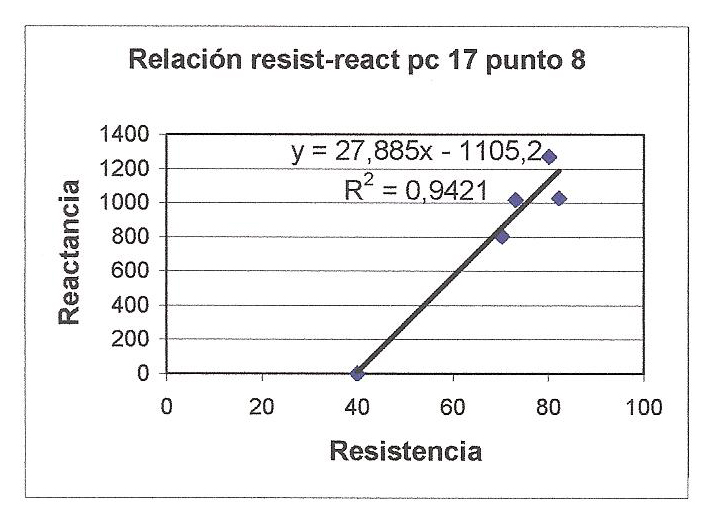 Relación resist-react pc 17 punto 8
1400
1200
1000
800
600
400
200
0
y = 27,885x - 1105,2
R² = 0,9421
Reactancia
0 20 40 60 80 100
Resistencia